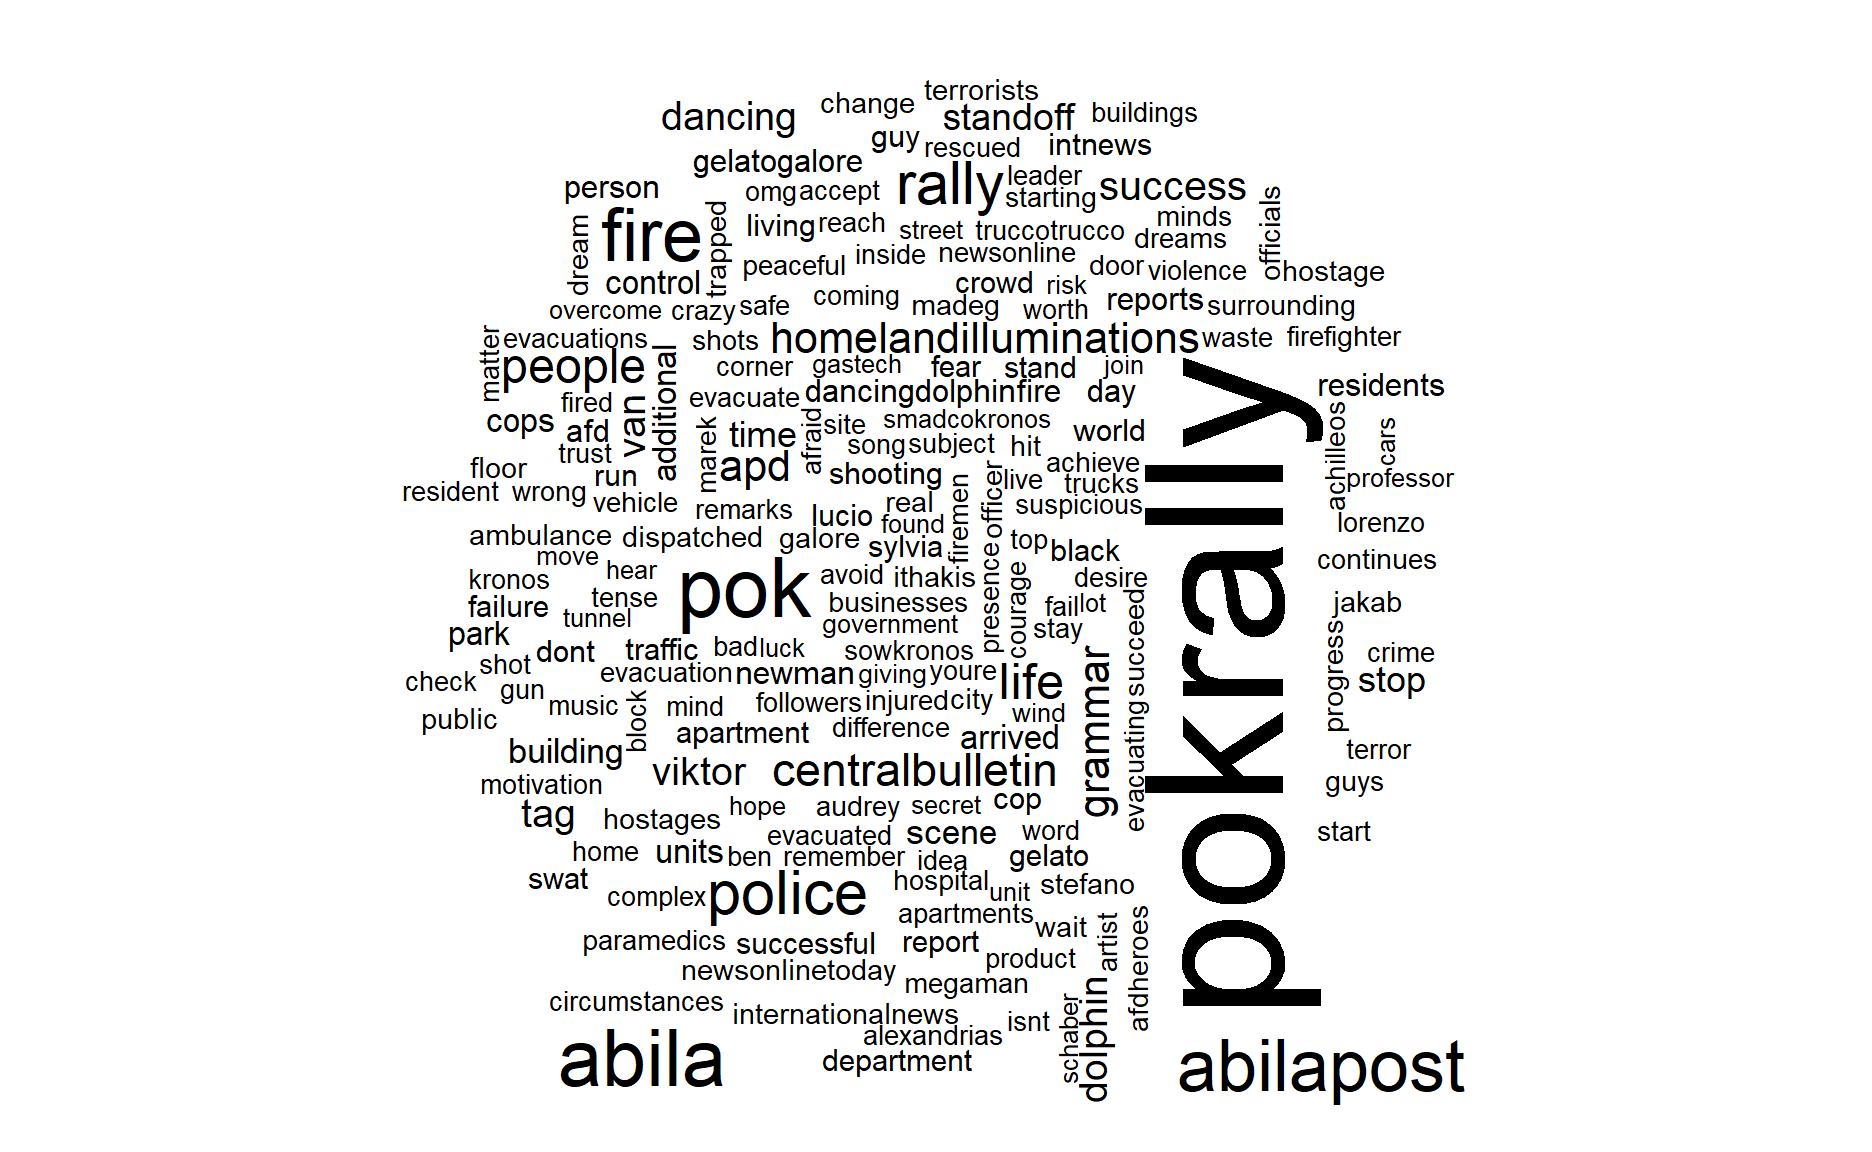 terrorists
change
dancing
standoff
buildings
guy
rescued
intnews
gelatogalore
rally
leader
success
person
omg
accept
starting
officials
fire
trapped
living
reach
street
truccotrucco
minds
dreams
dream
peaceful
inside
newsonline
door
violence
hostage
control
crowd
risk
overcome
crazy
safe
coming
madeg
worth
reports
surrounding
matter
evacuations
shots
homelandilluminations
waste
firefighter
people
additional
corner
gastech
fear
stand
join
residents
fired
van
evacuate
dancingdolphinfire
day
pokrally
cops
afd
marek
time
afraid
site
smadcokronos
world
achilleos
cars
trust
song
subject
hit
floor
run
apd
shooting
achieve
professor
resident
wrong
vehicle
remarks
lucio
real
firemen
officer
live
trucks
suspicious
found
lorenzo
ambulance
dispatched
galore
sylvia
top
black
continues
move
hear
kronos
pok
avoid
ithakis
presence
courage
desire
failure
tense
businesses
fail
lot
jakab
tunnel
government
stay
park
dont
traffic
bad
luck
sowkronos
succeed
progress
crime
shot
evacuation
newman
giving
youre
life
grammar
stop
check
gun
music
block
mind
followers
injured
city
wind
evacuating
public
apartment
difference
arrived
building
viktor
centralbulletin
terror
motivation
guys
tag
hostages
hope
audrey
secret
cop
evacuated
scene
word
start
home
units
ben
remember
idea
gelato
swat
complex
police
hospital
unit
stefano
apartments
wait
artist
afdheroes
paramedics
successful
report
product
newsonlinetoday
megaman
dolphin
circumstances
internationalnews
isnt
schaber
abila
alexandrias
department
abilapost